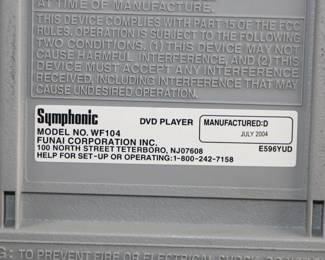 TIME OF MANUFACTURE.
THIS DEVICE COMPLIES WITH PART 15 OF THE FCC
RULES. OPERATION IS SUBJECT TO THE FOLLOWING
TWO CONDITIONS. (1) THIS DEVICE MAY NOT
CAUSE HARMFUL INTERFERENCE, AND (2) THIS
DEVICE MUST ACCEPT ANY INTERFERENCE
RECEIVED, INCLUDING INTERFERENCE THAT MAY
CAUSE UNDESIRED OPERATION.
Symphonic DVD PLAYER MANUFACTURED:D
JULY 2004
MODEL NO. WF104
FUNAI CORPORATION INC. E596YUD
100 NORTH STREET TETERBORO, NJ07608
HELP FOR SET-UP OR OPERATING:1-800-242-7158
TO PREVENT FIRE OR ELECTRICAL SHOCK DO NOT